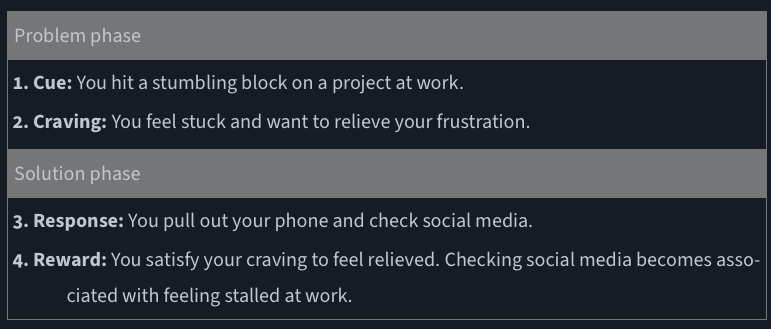 Problem phase
1. Cue: You hit a stumbling block on a project at work.
2. Craving: You feel stuck and want to relieve your frustration.
Solution phase
3. Response: You pull out your phone and check social media.
4. Reward: You satisfy your craving to feel relieved. Checking social media becomes asso-
ciated with feeling stalled at work.